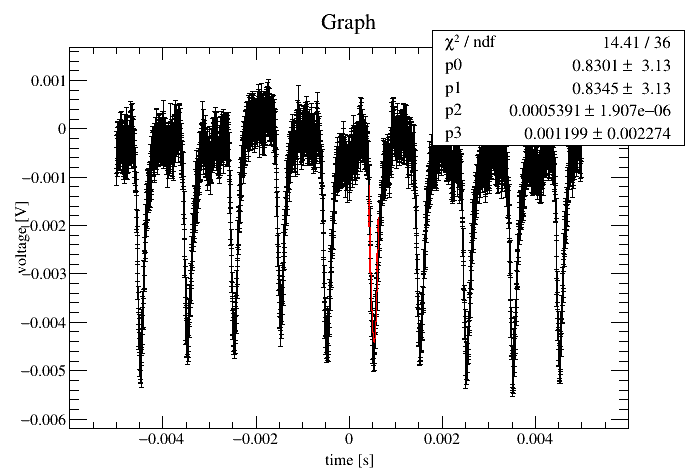 Graph
χ² / ndf 14.41 / 36
p0 0.8301 ± 3.13
p1 0.8345 ± 3.13
p2 0.0005391 ± 1.907e−06
p3 0.001199 ± 0.002274
0.001
0
−0.001
−0.002
−0.003
−0.004
−0.005
−0.006
voltage [V]
−0.004 −0.002 0 0.002 0.004
time [s]